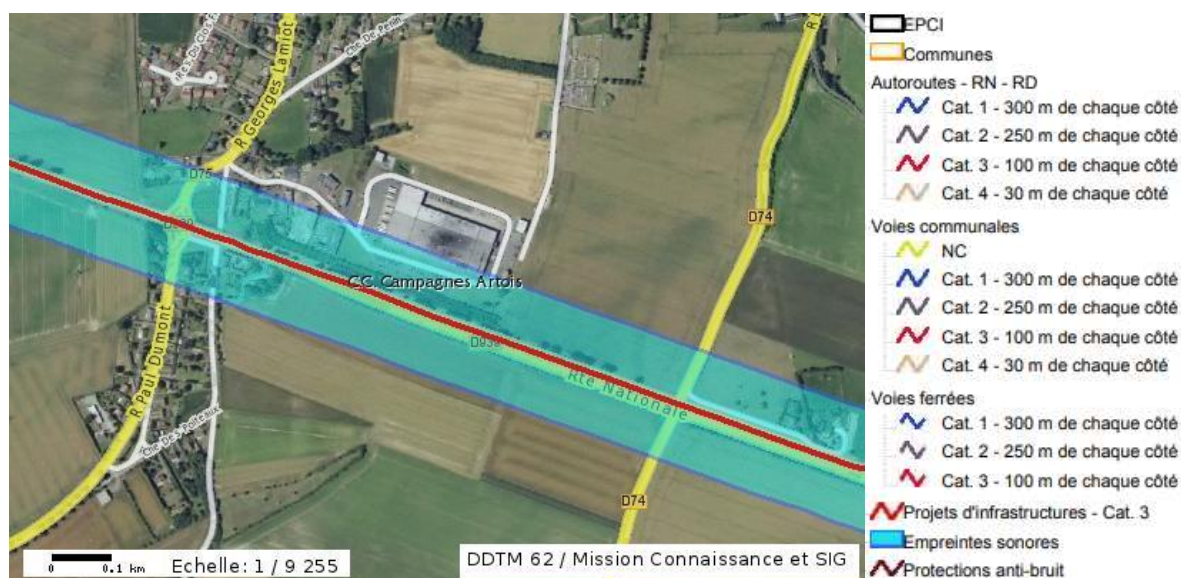 Rés-Du Clos F
Che-De Penin
R Georges Lamiot
D75
D939
R Paul Dumont
Che-De-S-Poiteaux
C.C. Campagnes Artois
D939
Rte Nationale
D74
D74
0 0.1 km Echelle: 1 / 9 255
DDTM 62 / Mission Connaissance et SIG
EPCI
Communes
Autoroutes - RN - RD
Cat. 1 - 300 m de chaque côté
Cat. 2 - 250 m de chaque côté
Cat. 3 - 100 m de chaque côté
Cat. 4 - 30 m de chaque côté
Voies communales
NC
Cat. 1 - 300 m de chaque côté
Cat. 2 - 250 m de chaque côté
Cat. 3 - 100 m de chaque côté
Cat. 4 - 30 m de chaque côté
Voies ferrées
Cat. 1 - 300 m de chaque côté
Cat. 2 - 250 m de chaque côté
Cat. 3 - 100 m de chaque côté
Projets d'infrastructures - Cat. 3
Empreintes sonores
Protections anti-bruit